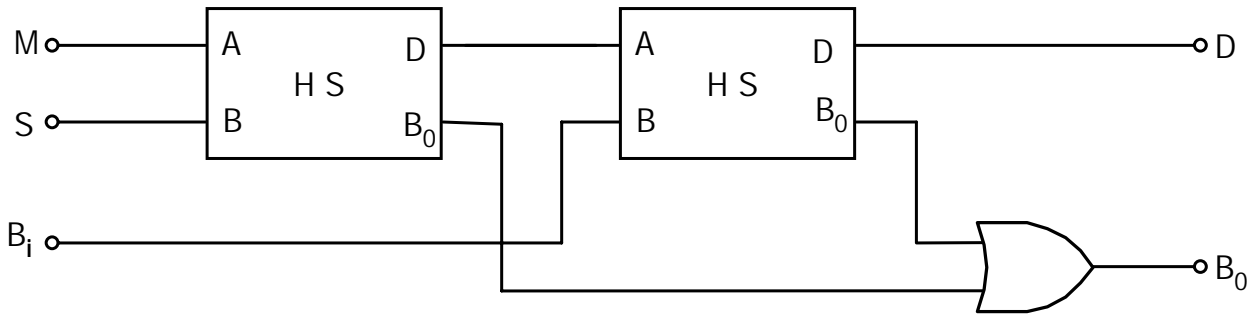 M A D A D D
H S H S
S B B₀ B B₀
Bᵢ
B₀